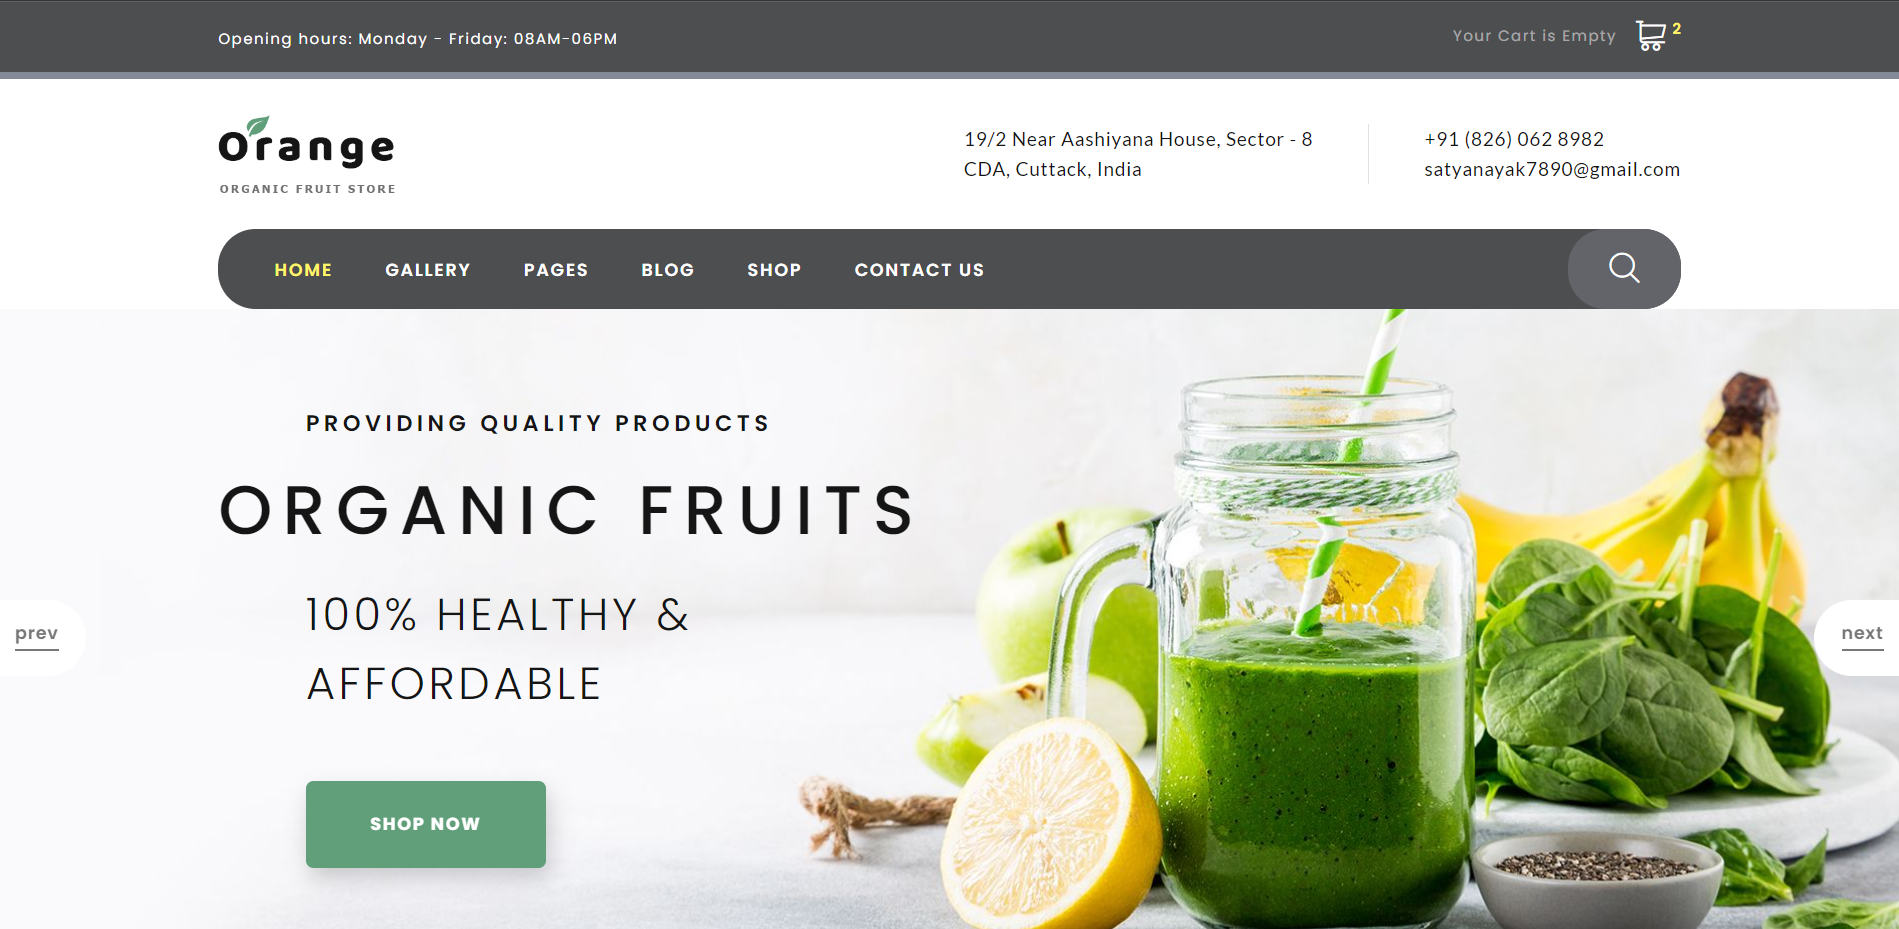 Opening hours: Monday - Friday: 08AM-06PM
Your Cart is Empty 2
Orange
ORGANIC FRUIT STORE
19/2 Near Aashiyana House, Sector - 8
CDA, Cuttack, India
+91 (826) 062 8982
satyanayak7890@gmail.com
HOME GALLERY PAGES BLOG SHOP CONTACT US
PROVIDING QUALITY PRODUCTS
ORGANIC FRUITS
100% HEALTHY &
AFFORDABLE
prev
next
SHOP NOW